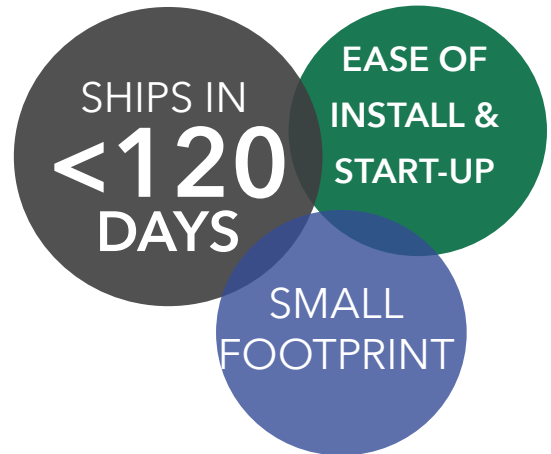 SHIPS IN
<120
DAYS
EASE OF
INSTALL &
START-UP
SMALL
FOOTPRINT